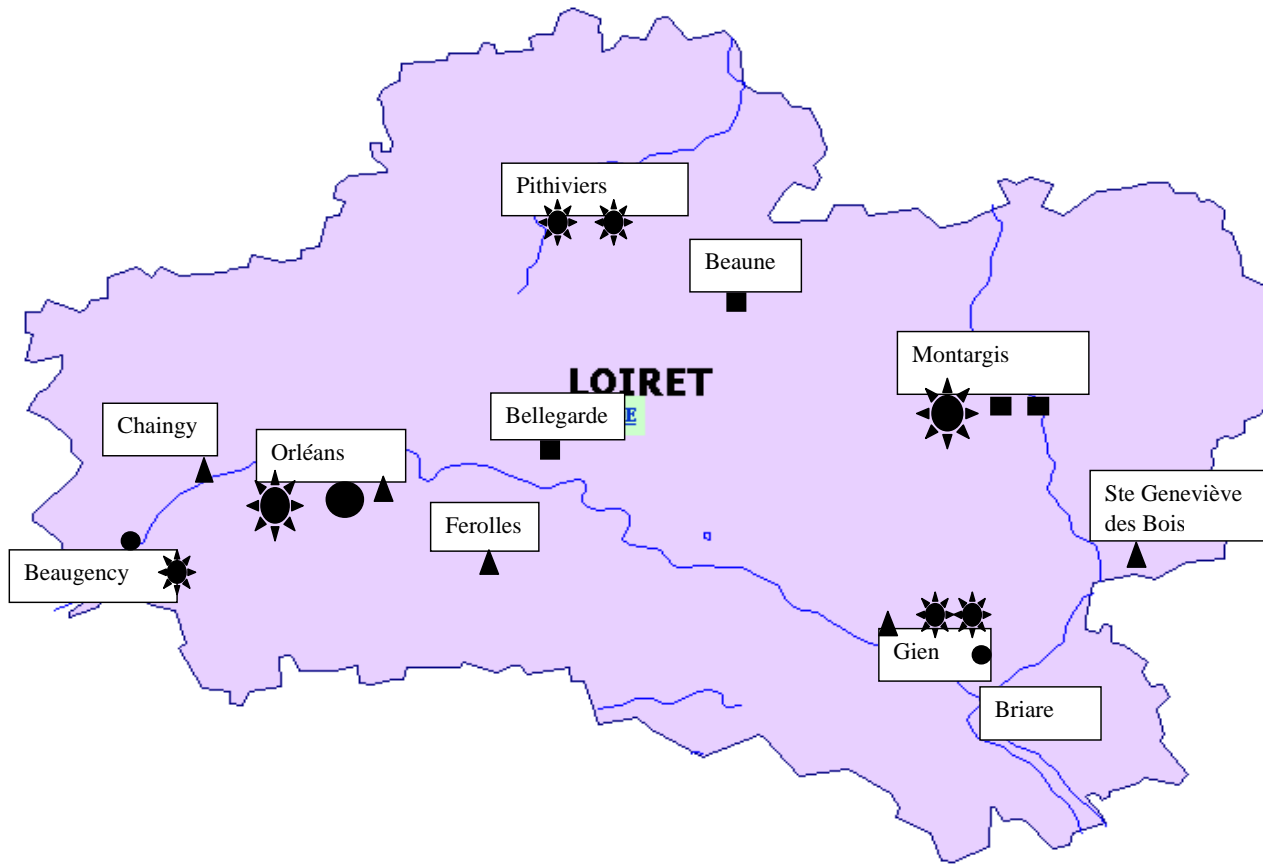 Pithiviers
Beaune
Montargis
LOIRET
Bellegarde
E
Chaingy
Orléans
Ste Geneviève
des Bois
Ferolles
Beaugency
Gien
Briare